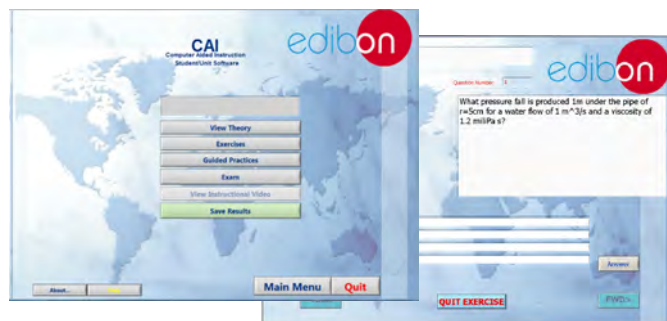 CAI
Computer Aided Instruction
Student/Unit Software
edibon
View Theory
Exercises
Guided Practices
Exam
View Instructional Video
Save Results
About...
Main Menu
Quit
edibon
Question Number:
What pressure fall is produced 1m under the pipe of
r=5cm for a water flow of 1 m^3/s and a viscosity of
1.2 miliPa s?
Answer
QUIT EXERCISE